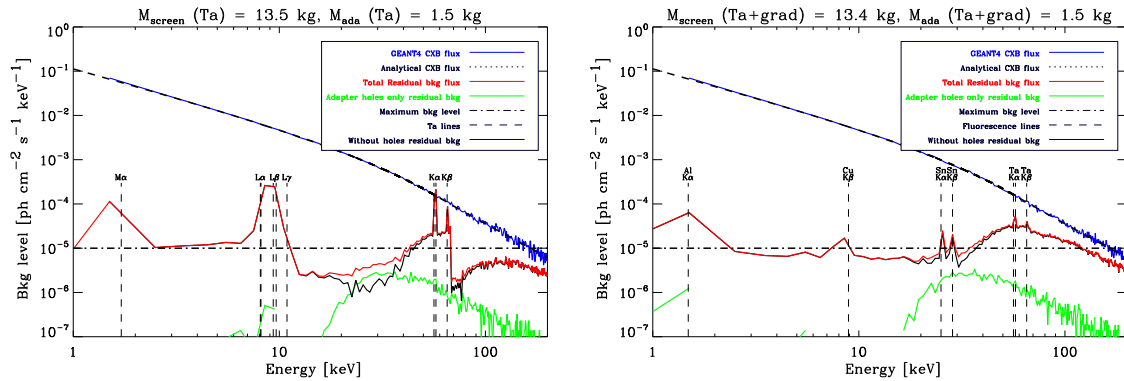 M_screen (Ta) = 13.5 kg, M_ada (Ta) = 1.5 kg
Bkg level [ph cm⁻² s⁻¹ keV⁻¹]
10⁻¹
10⁻²
10⁻³
10⁻⁴
10⁻⁵
10⁻⁶
10⁻⁷
GEANT4 CXB flux
Analytical CXB flux
Total Residual bkg flux
Adapter holes only residual bkg
Maximum bkg level
Ta lines
Without holes residual bkg
Mα Lα Lβ Lγ Kα Kβ
1 10 100
Energy [keV]
M_screen (Ta+grad) = 13.4 kg, M_ada (Ta+grad) = 1.5 kg
Bkg level [ph cm⁻² s⁻¹ keV⁻¹]
10⁻¹
10⁻²
10⁻³
10⁻⁴
10⁻⁵
10⁻⁶
10⁻⁷
GEANT4 CXB flux
Analytical CXB flux
Total Residual bkg flux
Adapter holes only residual bkg
Maximum bkg level
Fluorescence lines
Without holes residual bkg
Al Cu Sn Sn Ta Ta
Kα Kβ Kα Kβ Kα Kβ
1 10 100
Energy [keV]